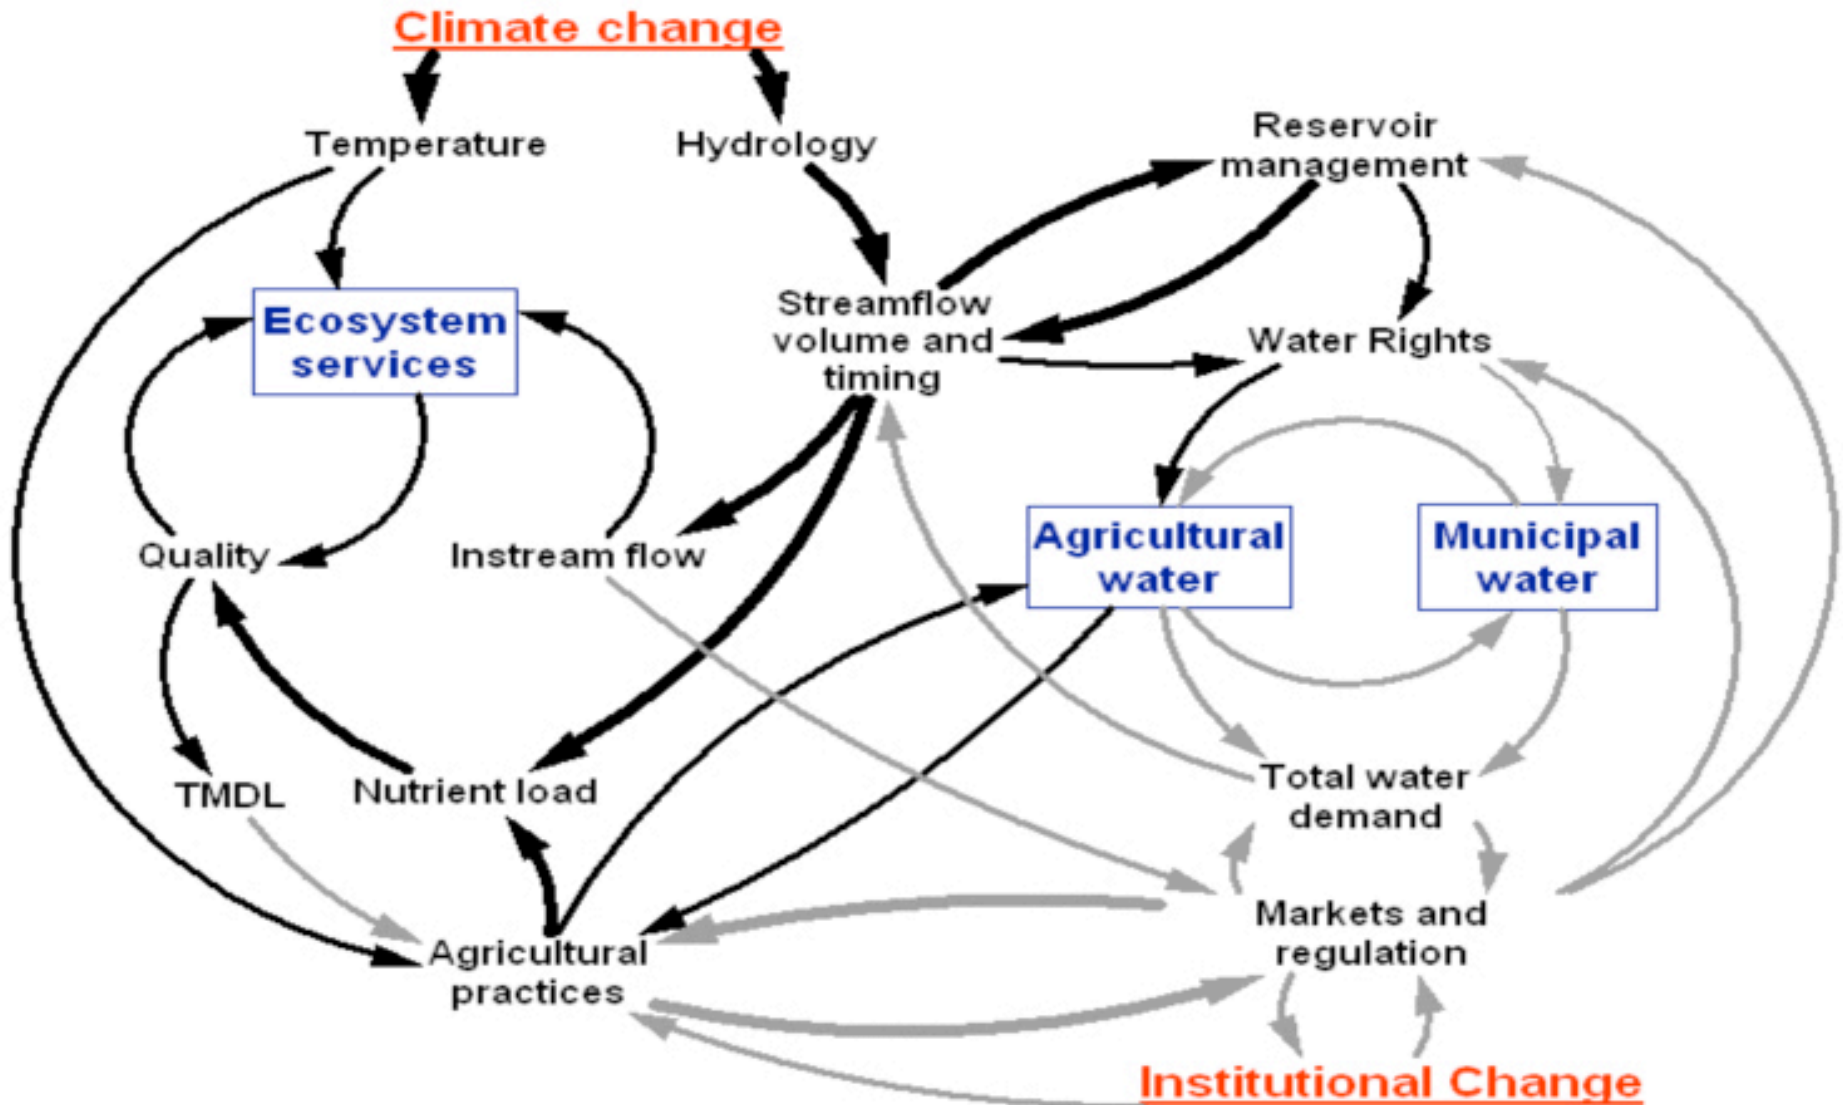 Climate change
Temperature
Hydrology
Reservoir
management
Ecosystem
services
Streamflow
volume and
timing
Water Rights
Quality
Instream flow
Agricultural
water
Municipal
water
TMDL
Nutrient load
Total water
demand
Agricultural
practices
Markets and
regulation
Institutional Change